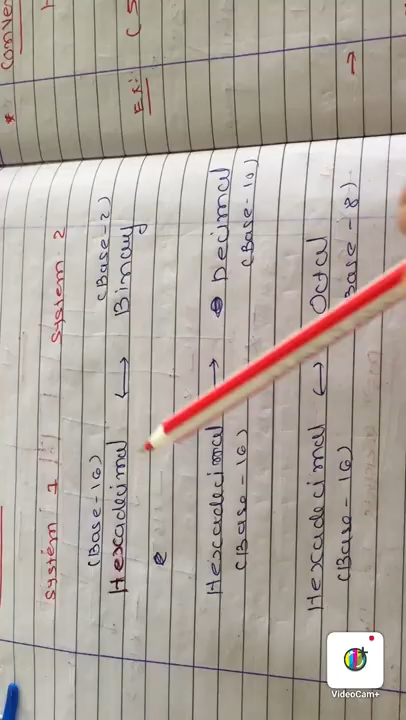 * Conver
Ex: (5
→
System 1 System 2
(Base-16) (Base-2)
Hexadecimal ↔ Binary
Hexadecimal → Decimal
(Base-16) (Base-10)
Hexadecimal ↔ Octal
(Base-16) Base-8)
VideoCam+